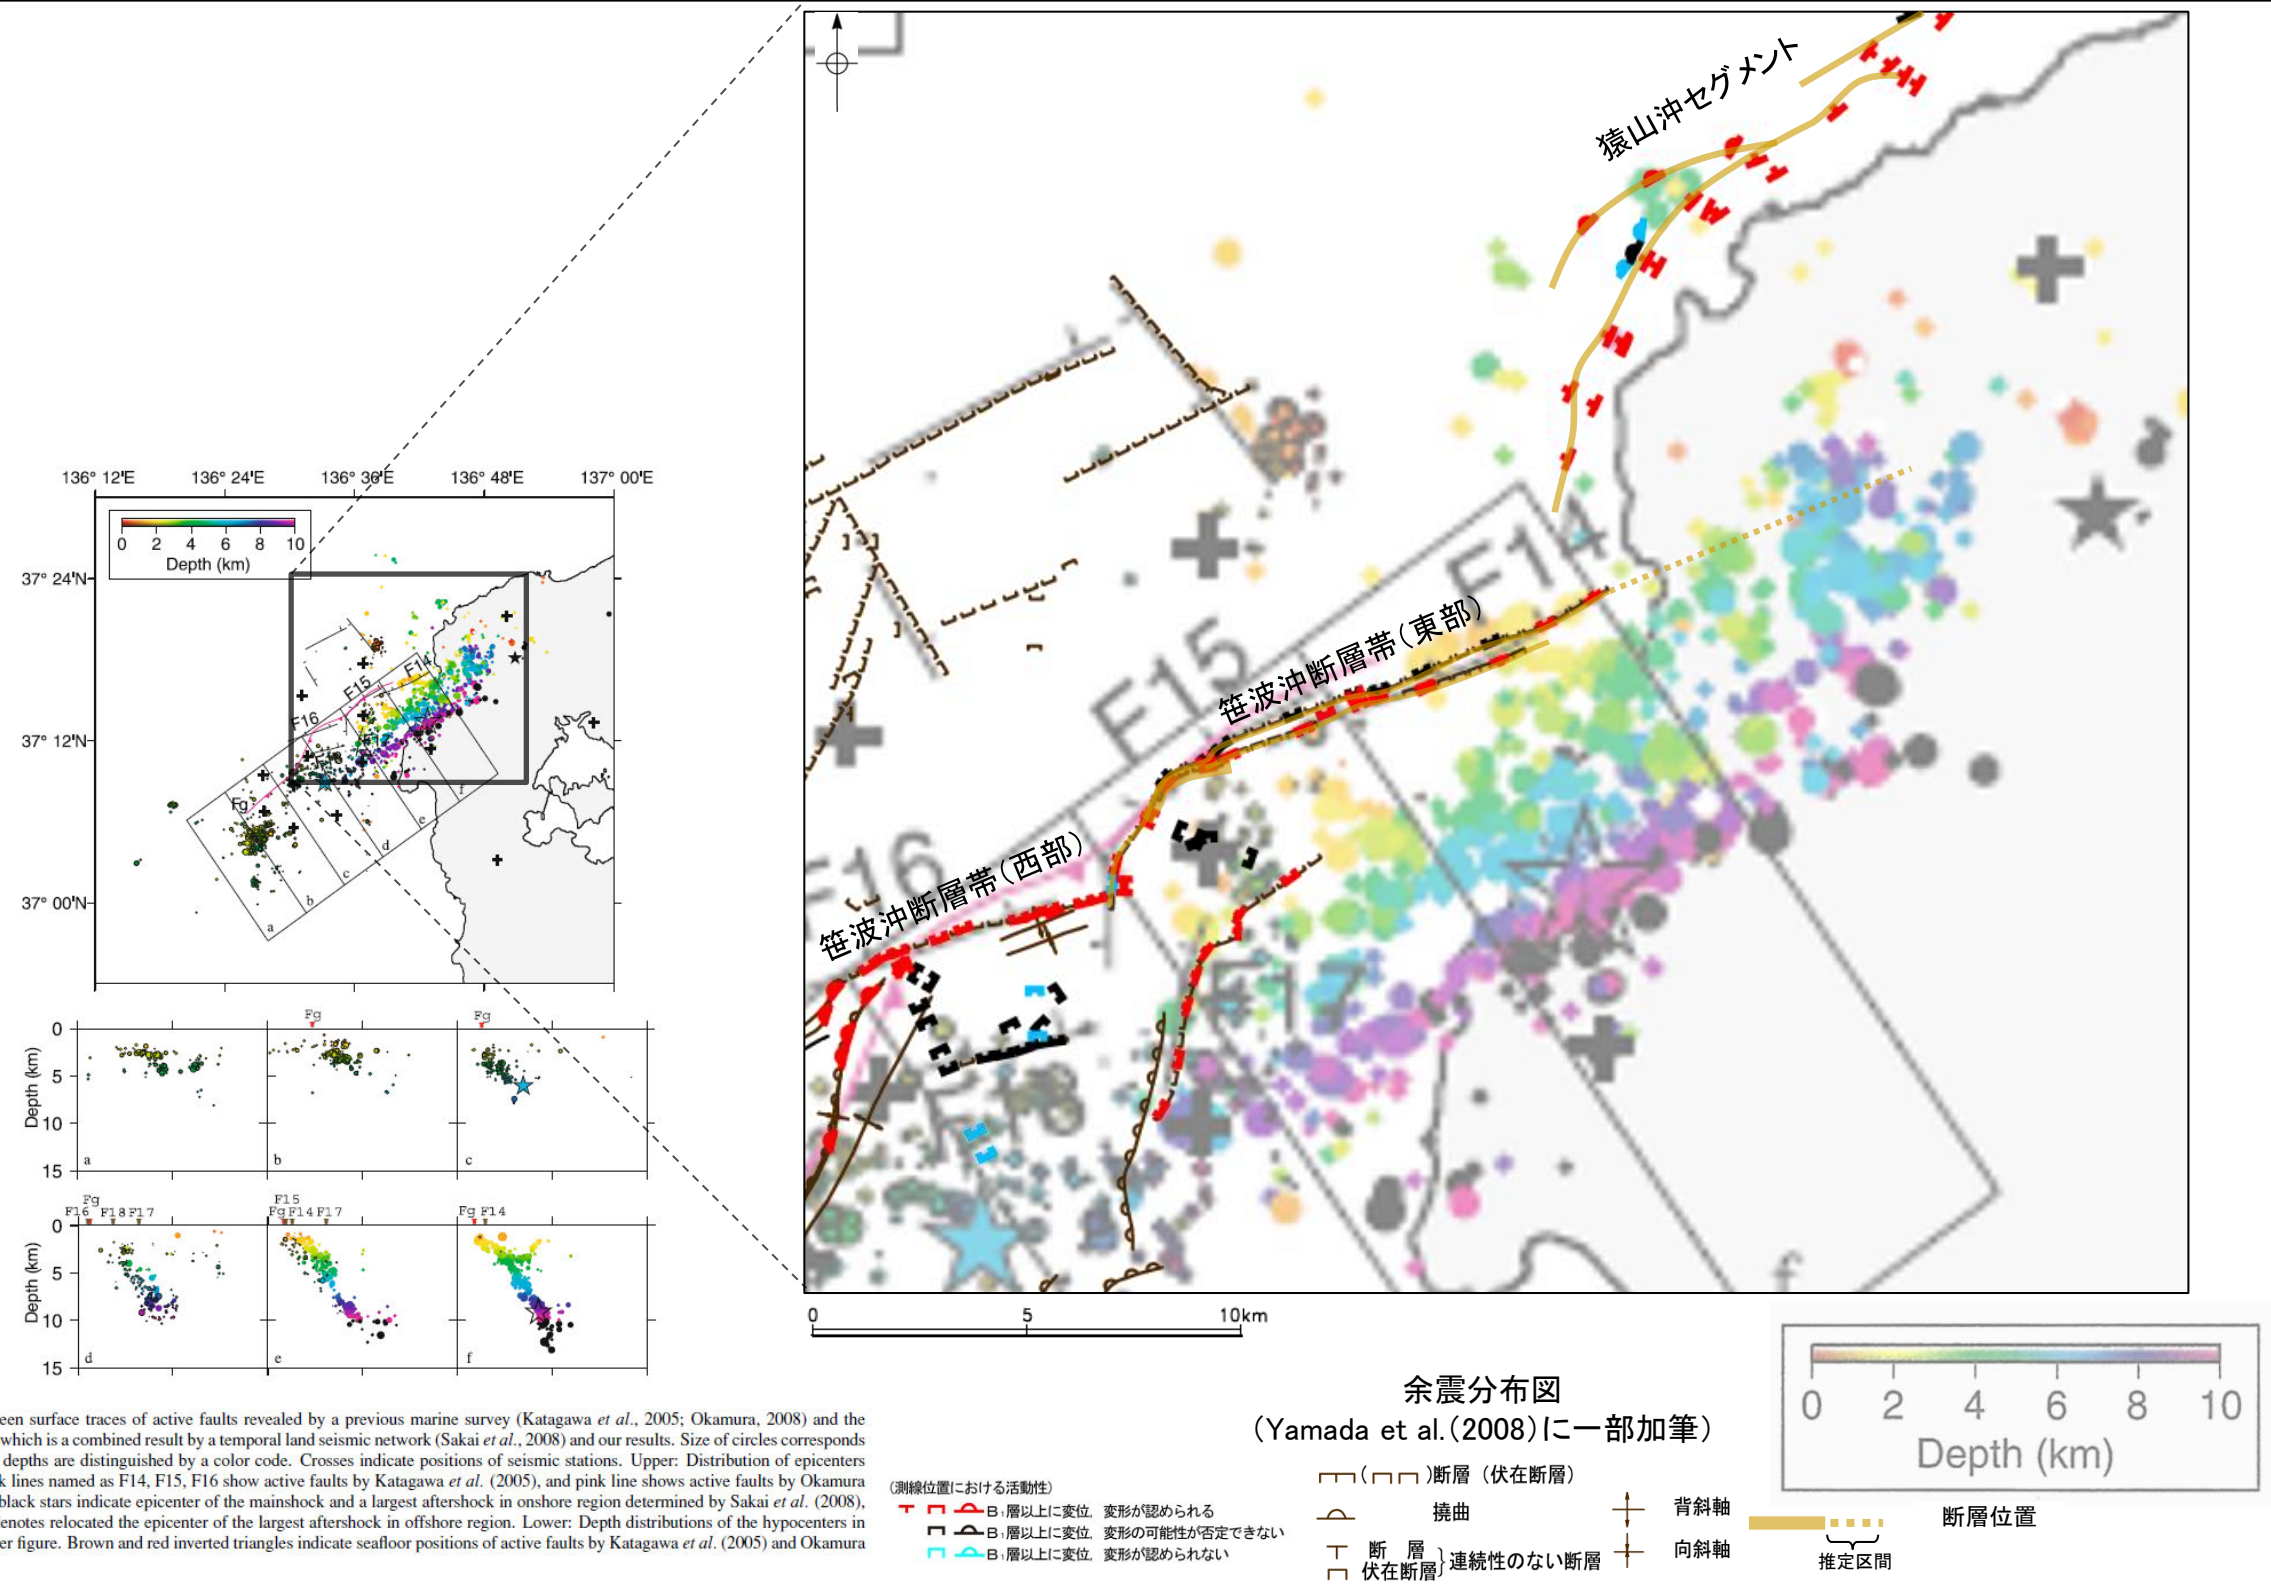 136° 12'E 136° 24'E 136° 36'E 136° 48'E 137° 00'E
0 2 4 6 8 10
Depth (km)
37° 24'N
37° 12'N
37° 00'N
F14
F15
F16
F17
Fg
a
b
c
d
e
f
Fg
Fg
0
5
10
15
Depth (km)
a
b
c
Fg
F16 F18 F17
F15
Fg F14 F17
Fg F14
0
5
10
15
Depth (km)
d
e
f
猿山沖セグメント
F14
F15
笹波沖断層帯(東部)
F16
笹波沖断層帯(西部)
F17
f
0 5 10km
余震分布図
(Yamada et al.(2008)に一部加筆)
0 2 4 6 8 10
Depth (km)
een surface traces of active faults revealed by a previous marine survey (Katagawa et al., 2005; Okamura, 2008) and the
which is a combined result by a temporal land seismic network (Sakai et al., 2008) and our results. Size of circles corresponds
depths are distinguished by a color code. Crosses indicate positions of seismic stations. Upper: Distribution of epicenters
k lines named as F14, F15, F16 show active faults by Katagawa et al. (2005), and pink line shows active faults by Okamura
black stars indicate epicenter of the mainshock and a largest aftershock in onshore region determined by Sakai et al. (2008),
enotes relocated the epicenter of the largest aftershock in offshore region. Lower: Depth distributions of the hypocenters in
er figure. Brown and red inverted triangles indicate seafloor positions of active faults by Katagawa et al. (2005) and Okamura
(測線位置における活動性)
B₁層以上に変位, 変形が認められる
B₁層以上に変位, 変形の可能性が否定できない
B₁層以上に変位, 変形が認められない
( )断層(伏在断層)
撓曲
断 層
伏在断層}連続性のない断層
背斜軸
向斜軸
断層位置
推定区間